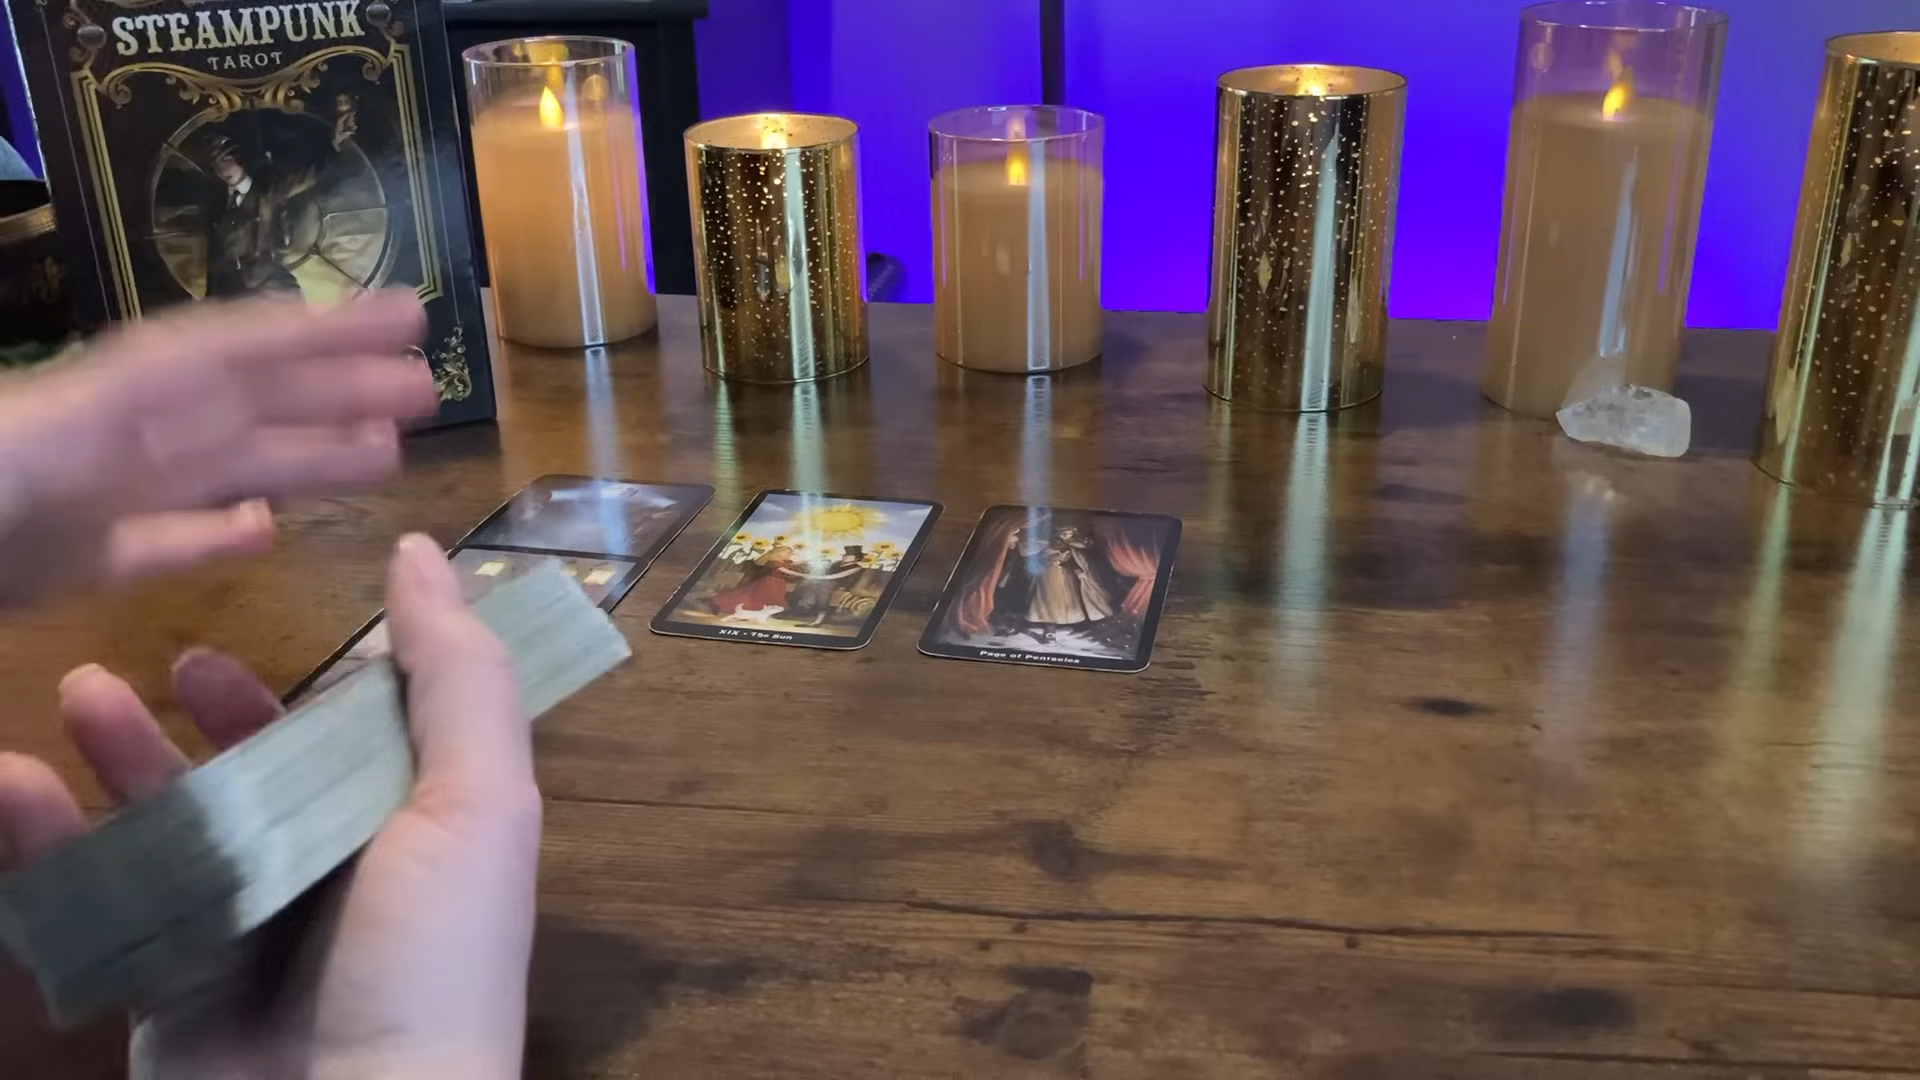 STEAMPUNK
TAROT
XIX • The Sun
Page of Pentacles